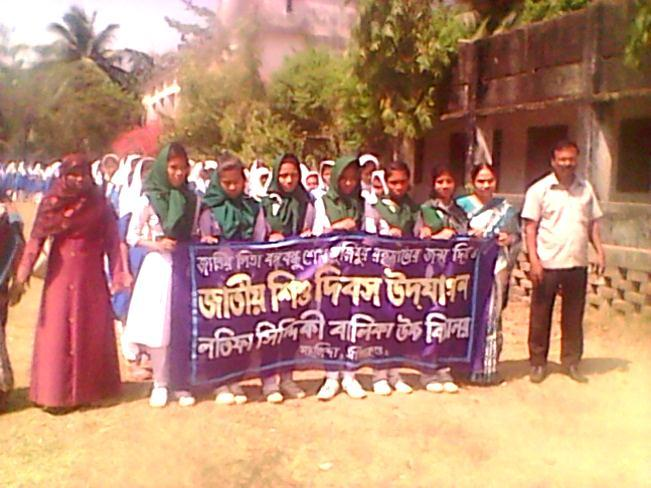 জাতির পিতা বঙ্গবন্ধু শেখ মুজিবুর রহমানের জন্ম দিন
জাতীয় শিশু দিবস উদযাপন
লতিফা সিদ্দিকী বালিকা উচ্চ বিদ্যালয়